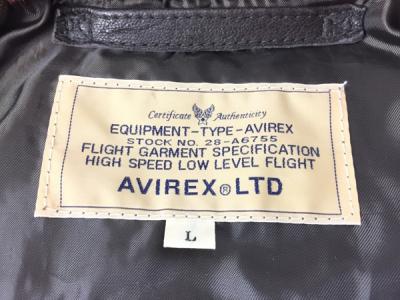 Certificate Authenticity
EQUIPMENT-TYPE-AVIREX
STOCK NO. 28-A6755
FLIGHT GARMENT SPECIFICATION
HIGH SPEED LOW LEVEL FLIGHT
AVIREX® LTD
L